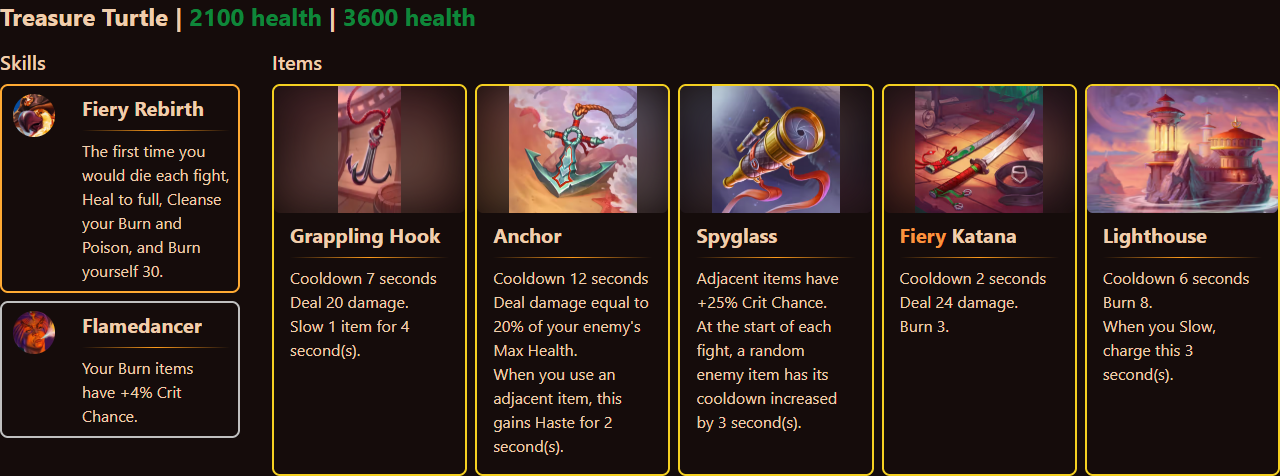 Treasure Turtle | 2100 health | 3600 health
Skills
Fiery Rebirth
The first time you
would die each fight,
Heal to full, Cleanse
your Burn and
Poison, and Burn
yourself 30.
Flamedancer
Your Burn items
have +4% Crit
Chance.
Items
Grappling Hook
Cooldown 7 seconds
Deal 20 damage.
Slow 1 item for 4
second(s).
Anchor
Cooldown 12 seconds
Deal damage equal to
20% of your enemy's
Max Health.
When you use an
adjacent item, this
gains Haste for 2
second(s).
Spyglass
Adjacent items have
+25% Crit Chance.
At the start of each
fight, a random
enemy item has its
cooldown increased
by 3 second(s).
Fiery Katana
Cooldown 2 seconds
Deal 24 damage.
Burn 3.
Lighthouse
Cooldown 6 seconds
Burn 8.
When you Slow,
charge this 3
second(s).